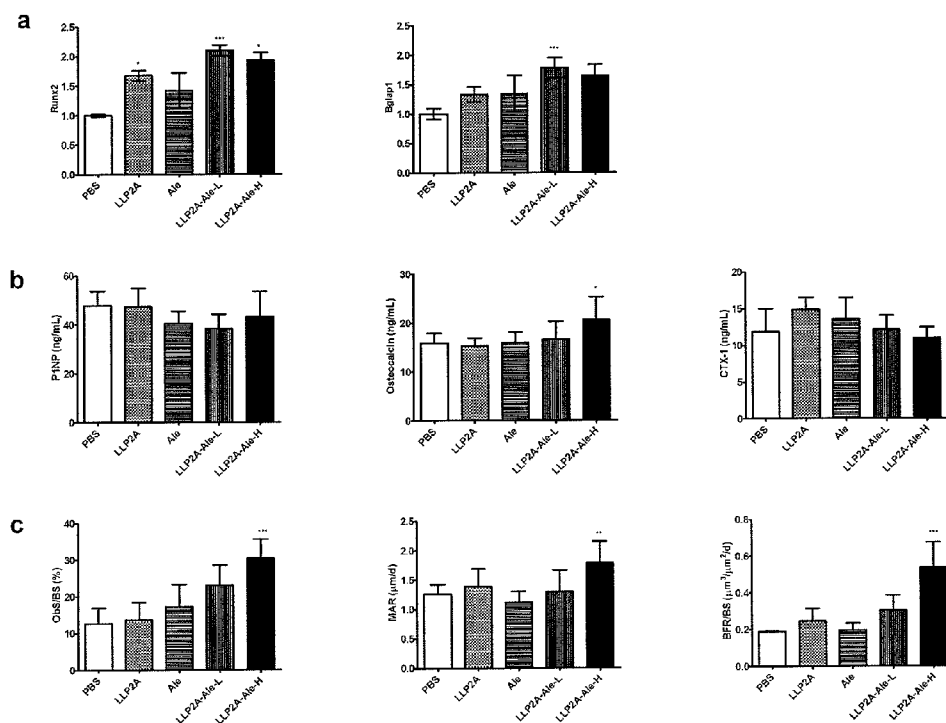 a
Runx2
2.5
2.0
1.5
1.0
0.5
0.0
*
***
*
PBS
LLP2A
Ale
LLP2A-Ale-L
LLP2A-Ale-H
Bglap1
2.5
2.0
1.5
1.0
0.5
0.0
***
PBS
LLP2A
Ale
LLP2A-Ale-L
LLP2A-Ale-H
b
P1NP (ng/mL)
60
40
20
0
PBS
LLP2A
Ale
LLP2A-Ale-L
LLP2A-Ale-H
Osteocalcin (ng/mL)
30
20
10
0
*
PBS
LLP2A
Ale
LLP2A-Ale-L
LLP2A-Ale-H
CTX-1 (ng/mL)
20
15
10
5
0
PBS
LLP2A
Ale
LLP2A-Ale-L
LLP2A-Ale-H
c
ObS/BS (%)
40
30
20
10
0
***
PBS
LLP2A
Ale
LLP2A-Ale-L
LLP2A-Ale-H
MAR (μm/d)
2.5
2.0
1.5
1.0
0.5
0.0
**
PBS
LLP2A
Ale
LLP2A-Ale-L
LLP2A-Ale-H
BFR/BS (μm³/μm²/d)
0.8
0.6
0.4
0.2
0.0
***
PBS
LLP2A
Ale
LLP2A-Ale-L
LLP2A-Ale-H